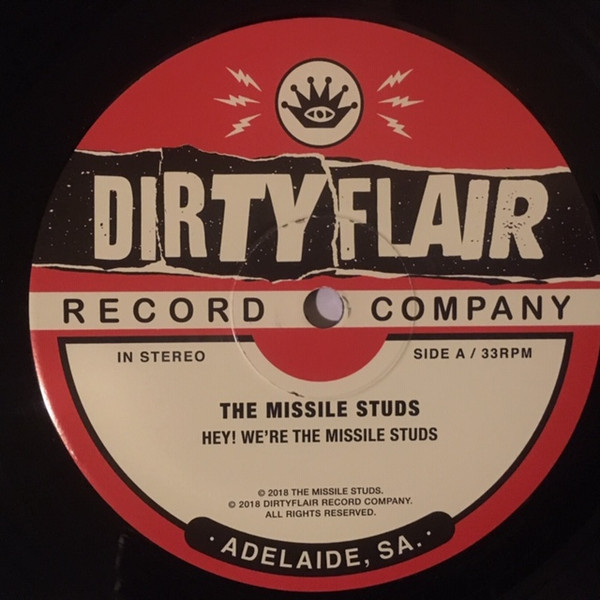 DIRTYFLAIR
RECORD COMPANY
IN STEREO
SIDE A / 33RPM
THE MISSILE STUDS
HEY! WE'RE THE MISSILE STUDS
© 2018 THE MISSILE STUDS.
© 2018 DIRTYFLAIR RECORD COMPANY.
ALL RIGHTS RESERVED.
· ADELAIDE, SA. ·